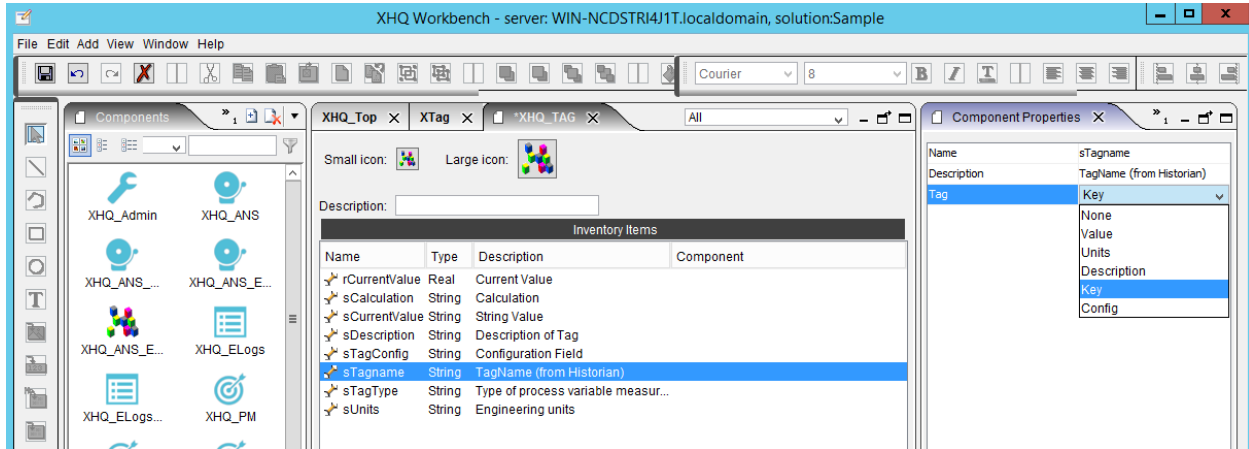 XHQ Workbench - server: WIN-NCDSTRI4J1T.localdomain, solution:Sample
x
File Edit Add View Window Help
Courier 8 B I T
Components » 1
XHQ_Top X XTag X *XHQ_TAG X All
Component Properties X » 1
Small icon: Large icon:
Description:
Inventory Items
Name Type Description Component
rCurrentValue Real Current Value
sCalculation String Calculation
sCurrentValue String String Value
sDescription String Description of Tag
sTagConfig String Configuration Field
sTagname String TagName (from Historian)
sTagType String Type of process variable measur...
sUnits String Engineering units
T
XHQ_Admin XHQ_ANS
XHQ_ANS_... XHQ_ANS_E...
XHQ_ANS_E... XHQ_ELogs
XHQ_ELogs... XHQ_PM
Name sTagname
Description TagName (from Historian)
Tag Key
None
Value
Units
Description
Key
Config